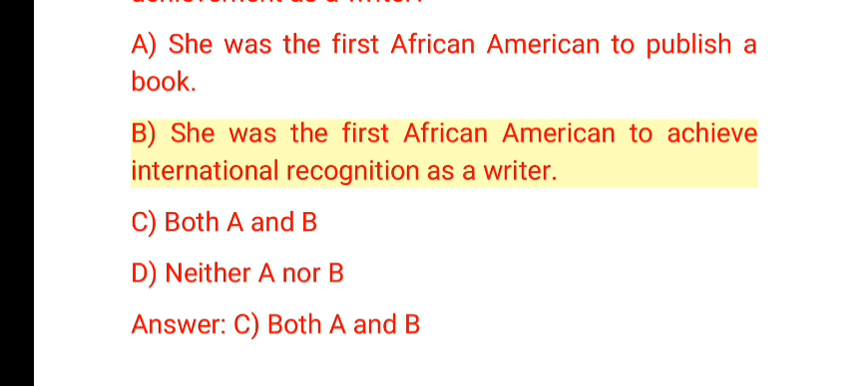 A) She was the first African American to publish a
book.
B) She was the first African American to achieve
international recognition as a writer.
C) Both A and B
D) Neither A nor B
Answer: C) Both A and B